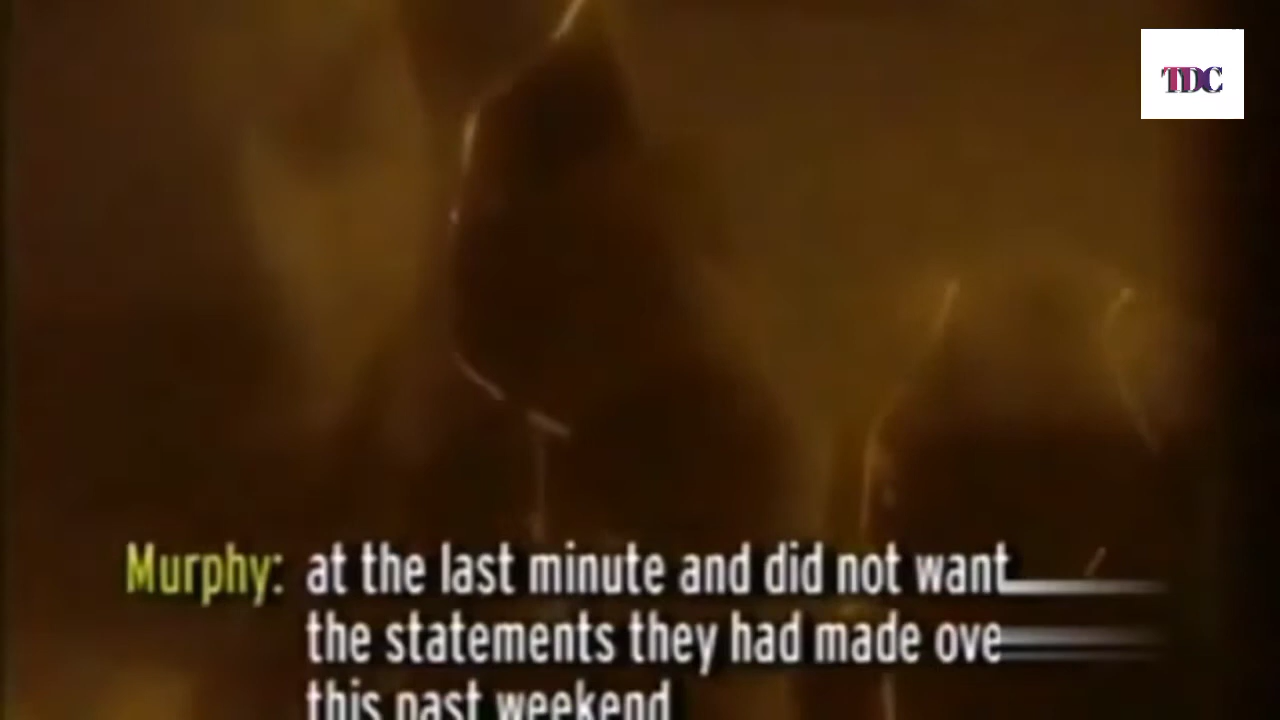 TDC
Murphy: at the last minute and did not want
the statements they had made ove
this past weekend